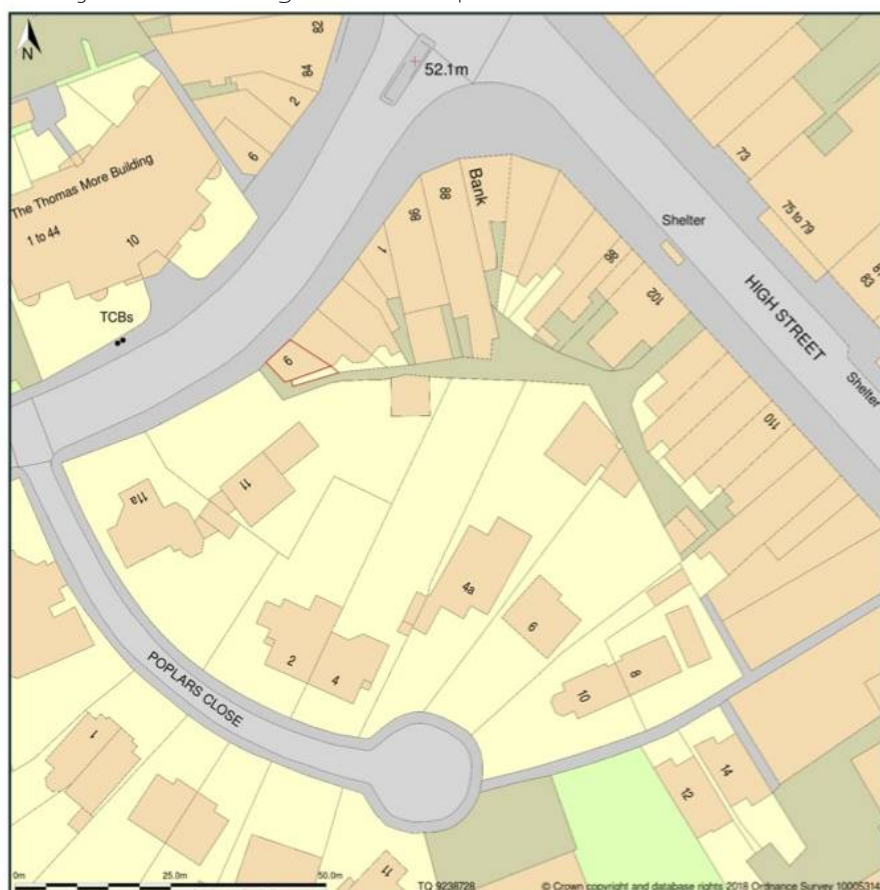 N
52.1m
82
84
2
6
The Thomas More Building
1 to 44
10
TCBs
Bank
88
86
1
9
73
75 to 79
83
Shelter
98
102
HIGH STREET
Shelter
110
11a
11
4a
6
2
4
8
10
POPLARS CLOSE
1
14
12
11
0m
25.0m
50.0m
TQ 9238728
© Crown copyright and database rights 2018 Ordnance Survey 10005314